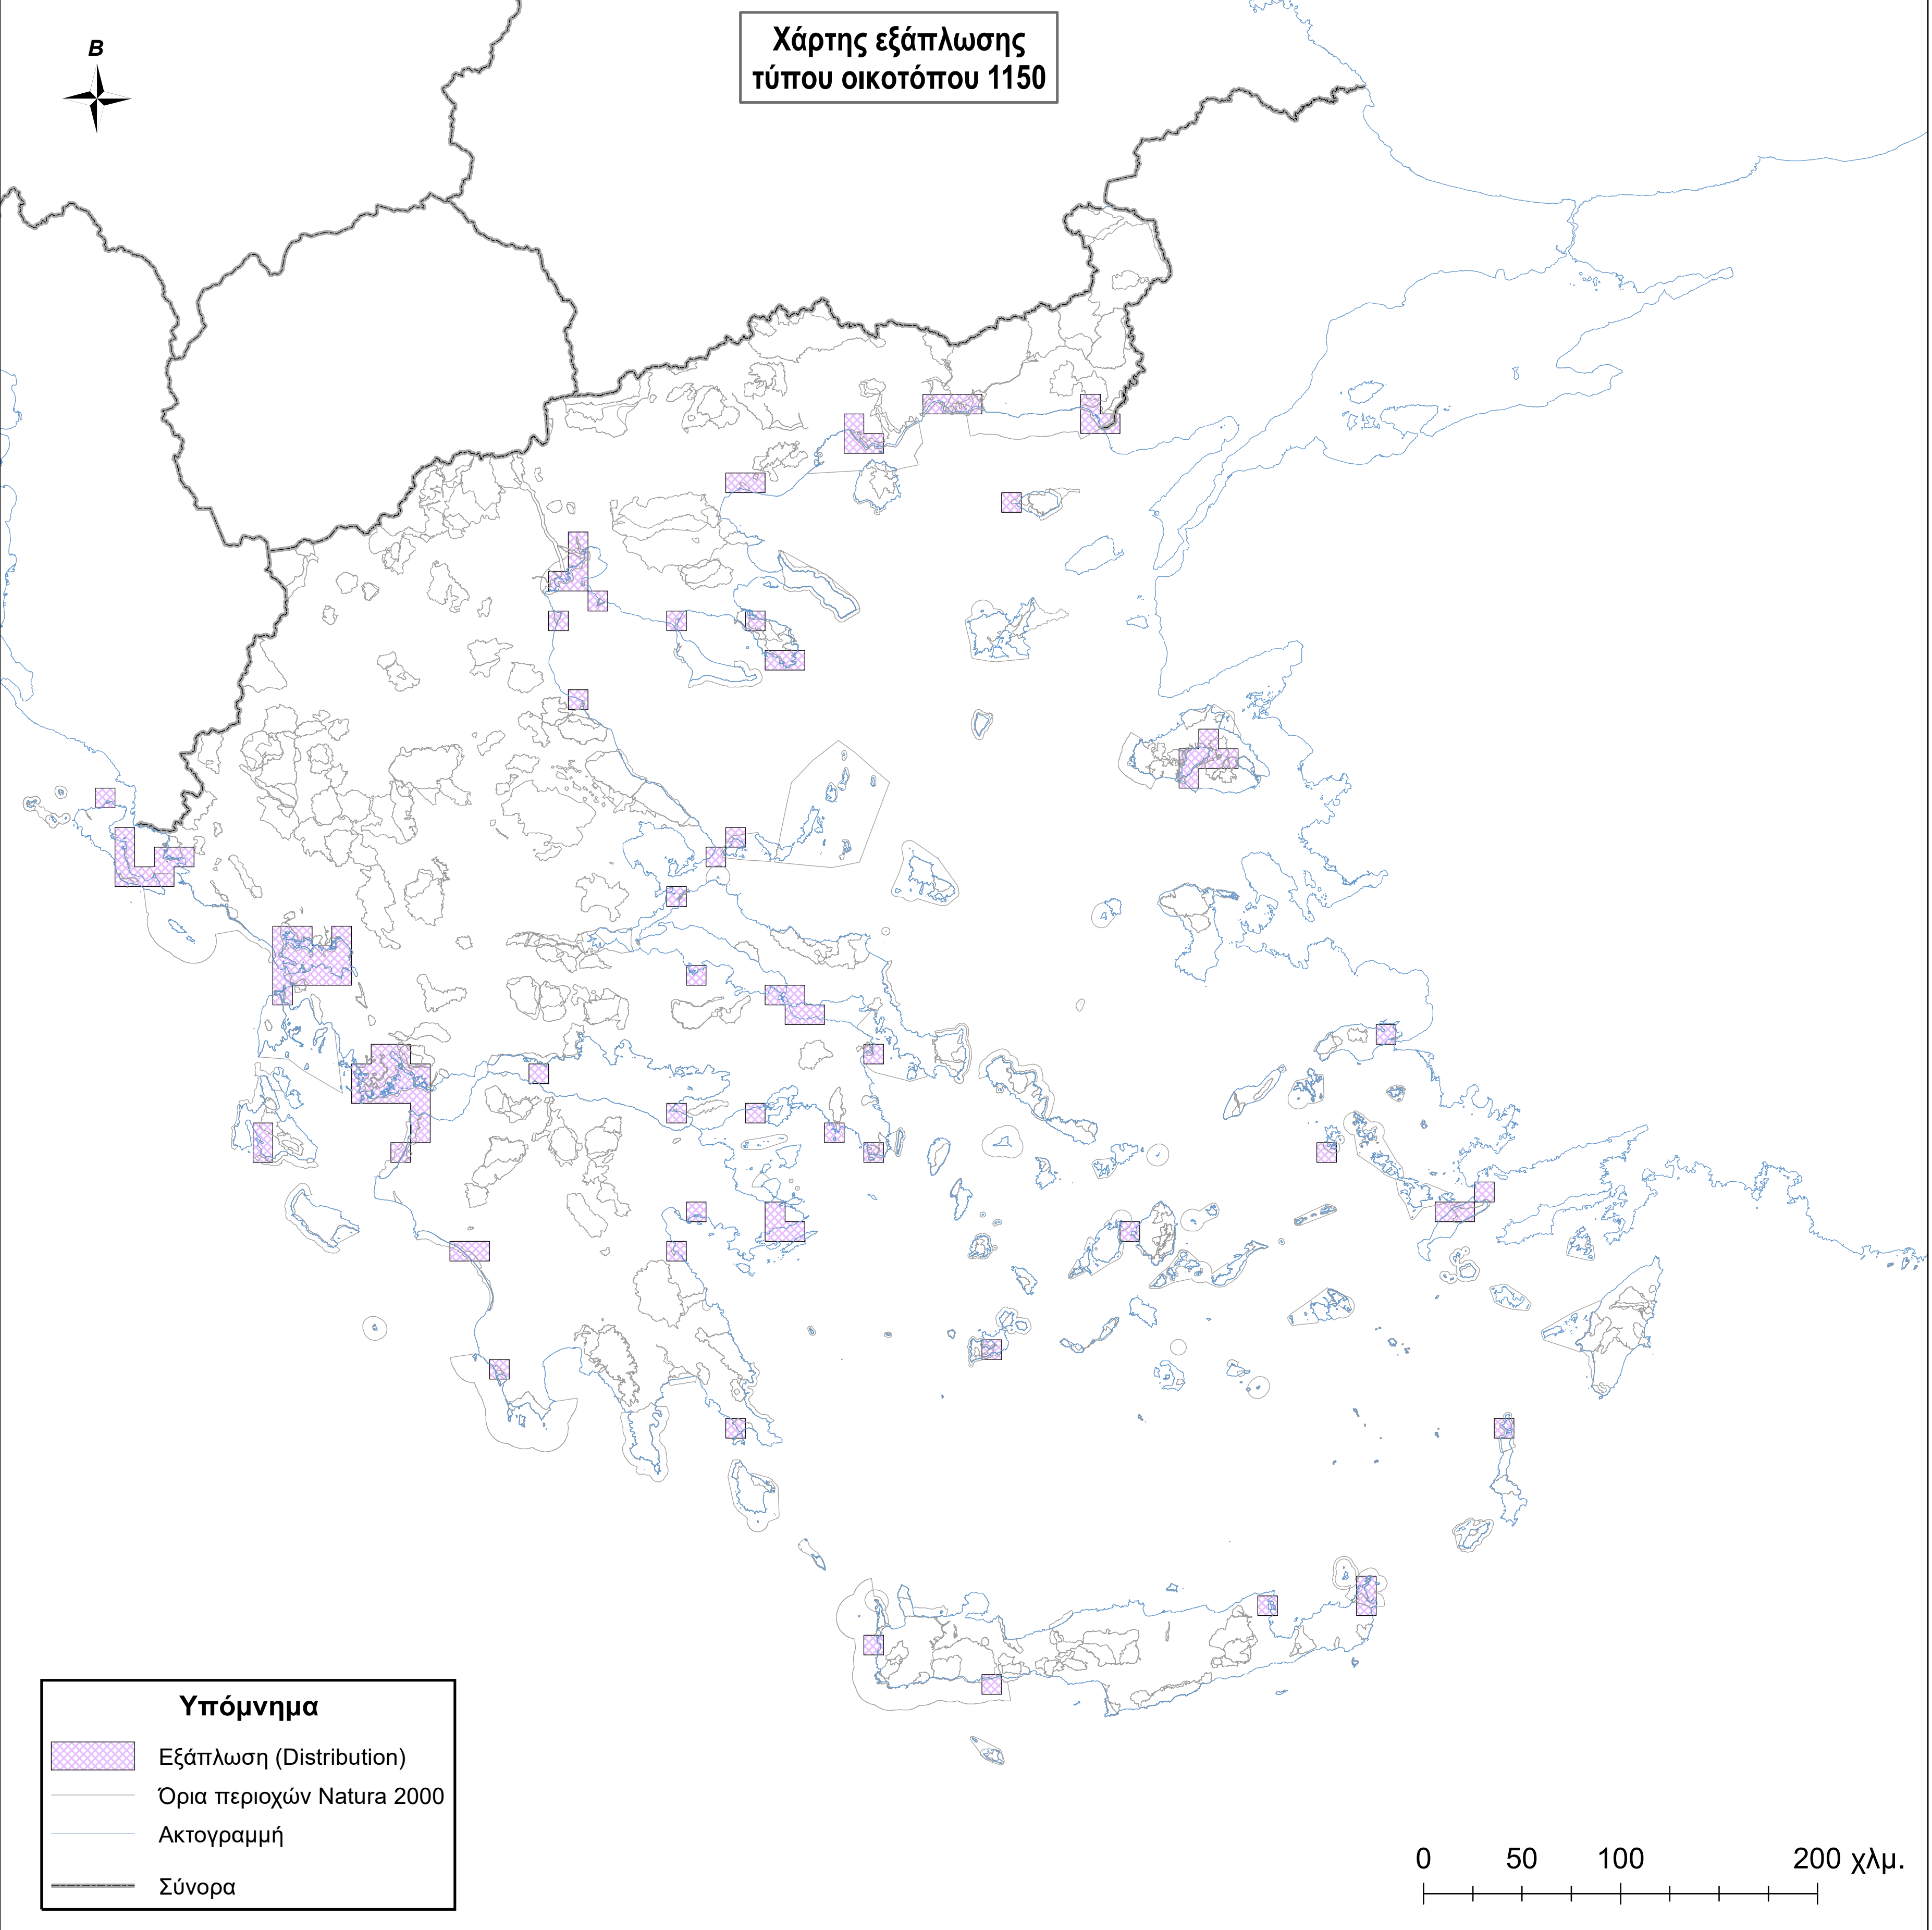 Χάρτης εξάπλωσης
τύπου οικοτόπου 1150
Β
Υπόμνημα
Εξάπλωση (Distribution)
Όρια περιοχών Natura 2000
Ακτογραμμή
Σύνορα
0 50 100 200 χλμ.